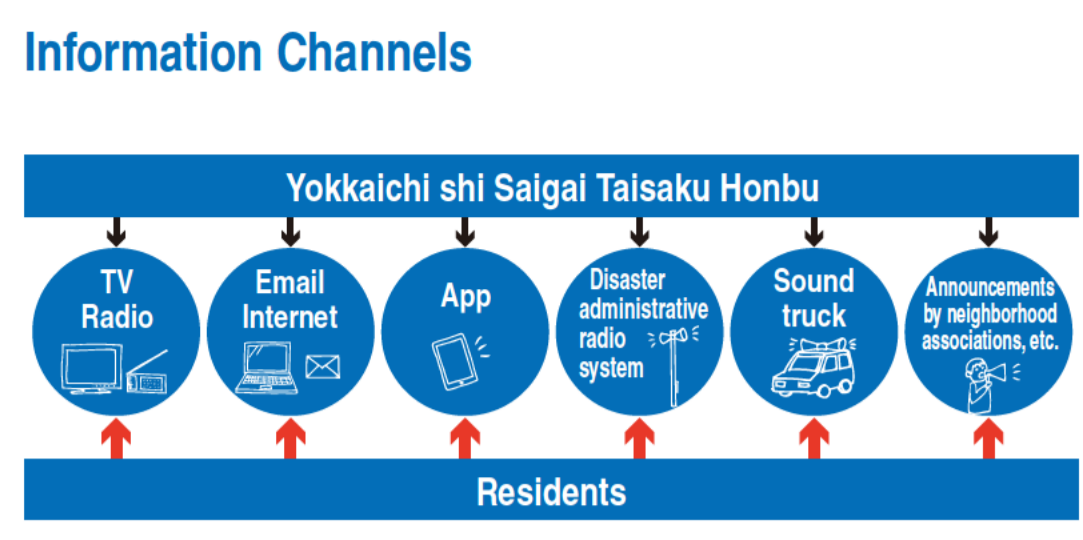 Information Channels
Yokkaichi shi Saigai Taisaku Honbu
TV
Radio
Email
Internet
App
Disaster
administrative
radio
system
Sound
truck
Announcements
by neighborhood
associations, etc.
Residents